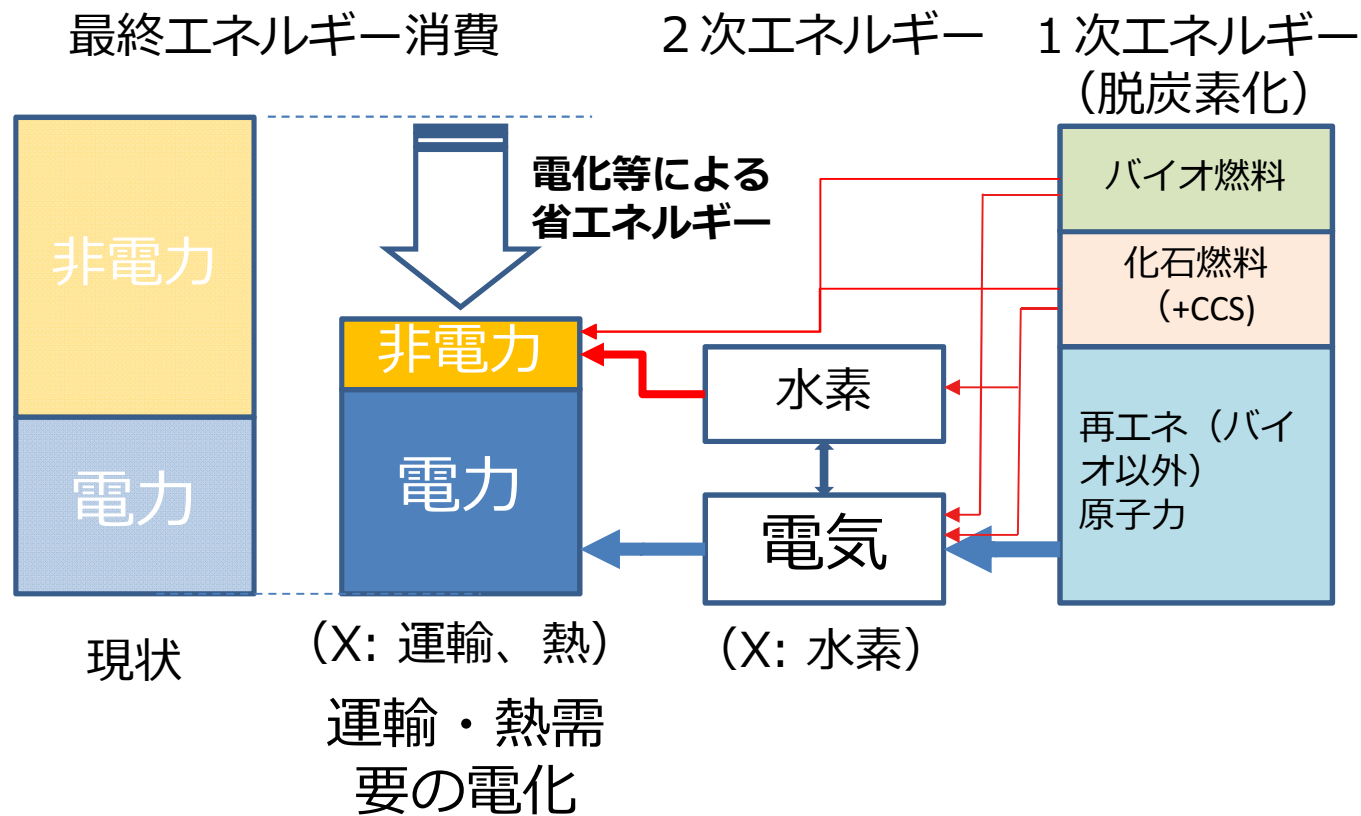 最終エネルギー消費
２次エネルギー
１次エネルギー
（脱炭素化）
非電力
電力
現状
電化等による
省エネルギー
非電力
電力
（X: 運輸、熱）
運輸・熱需
要の電化
水素
電気
（X: 水素）
バイオ燃料
化石燃料
（+CCS)
再エネ（バイ
オ以外）
原子力